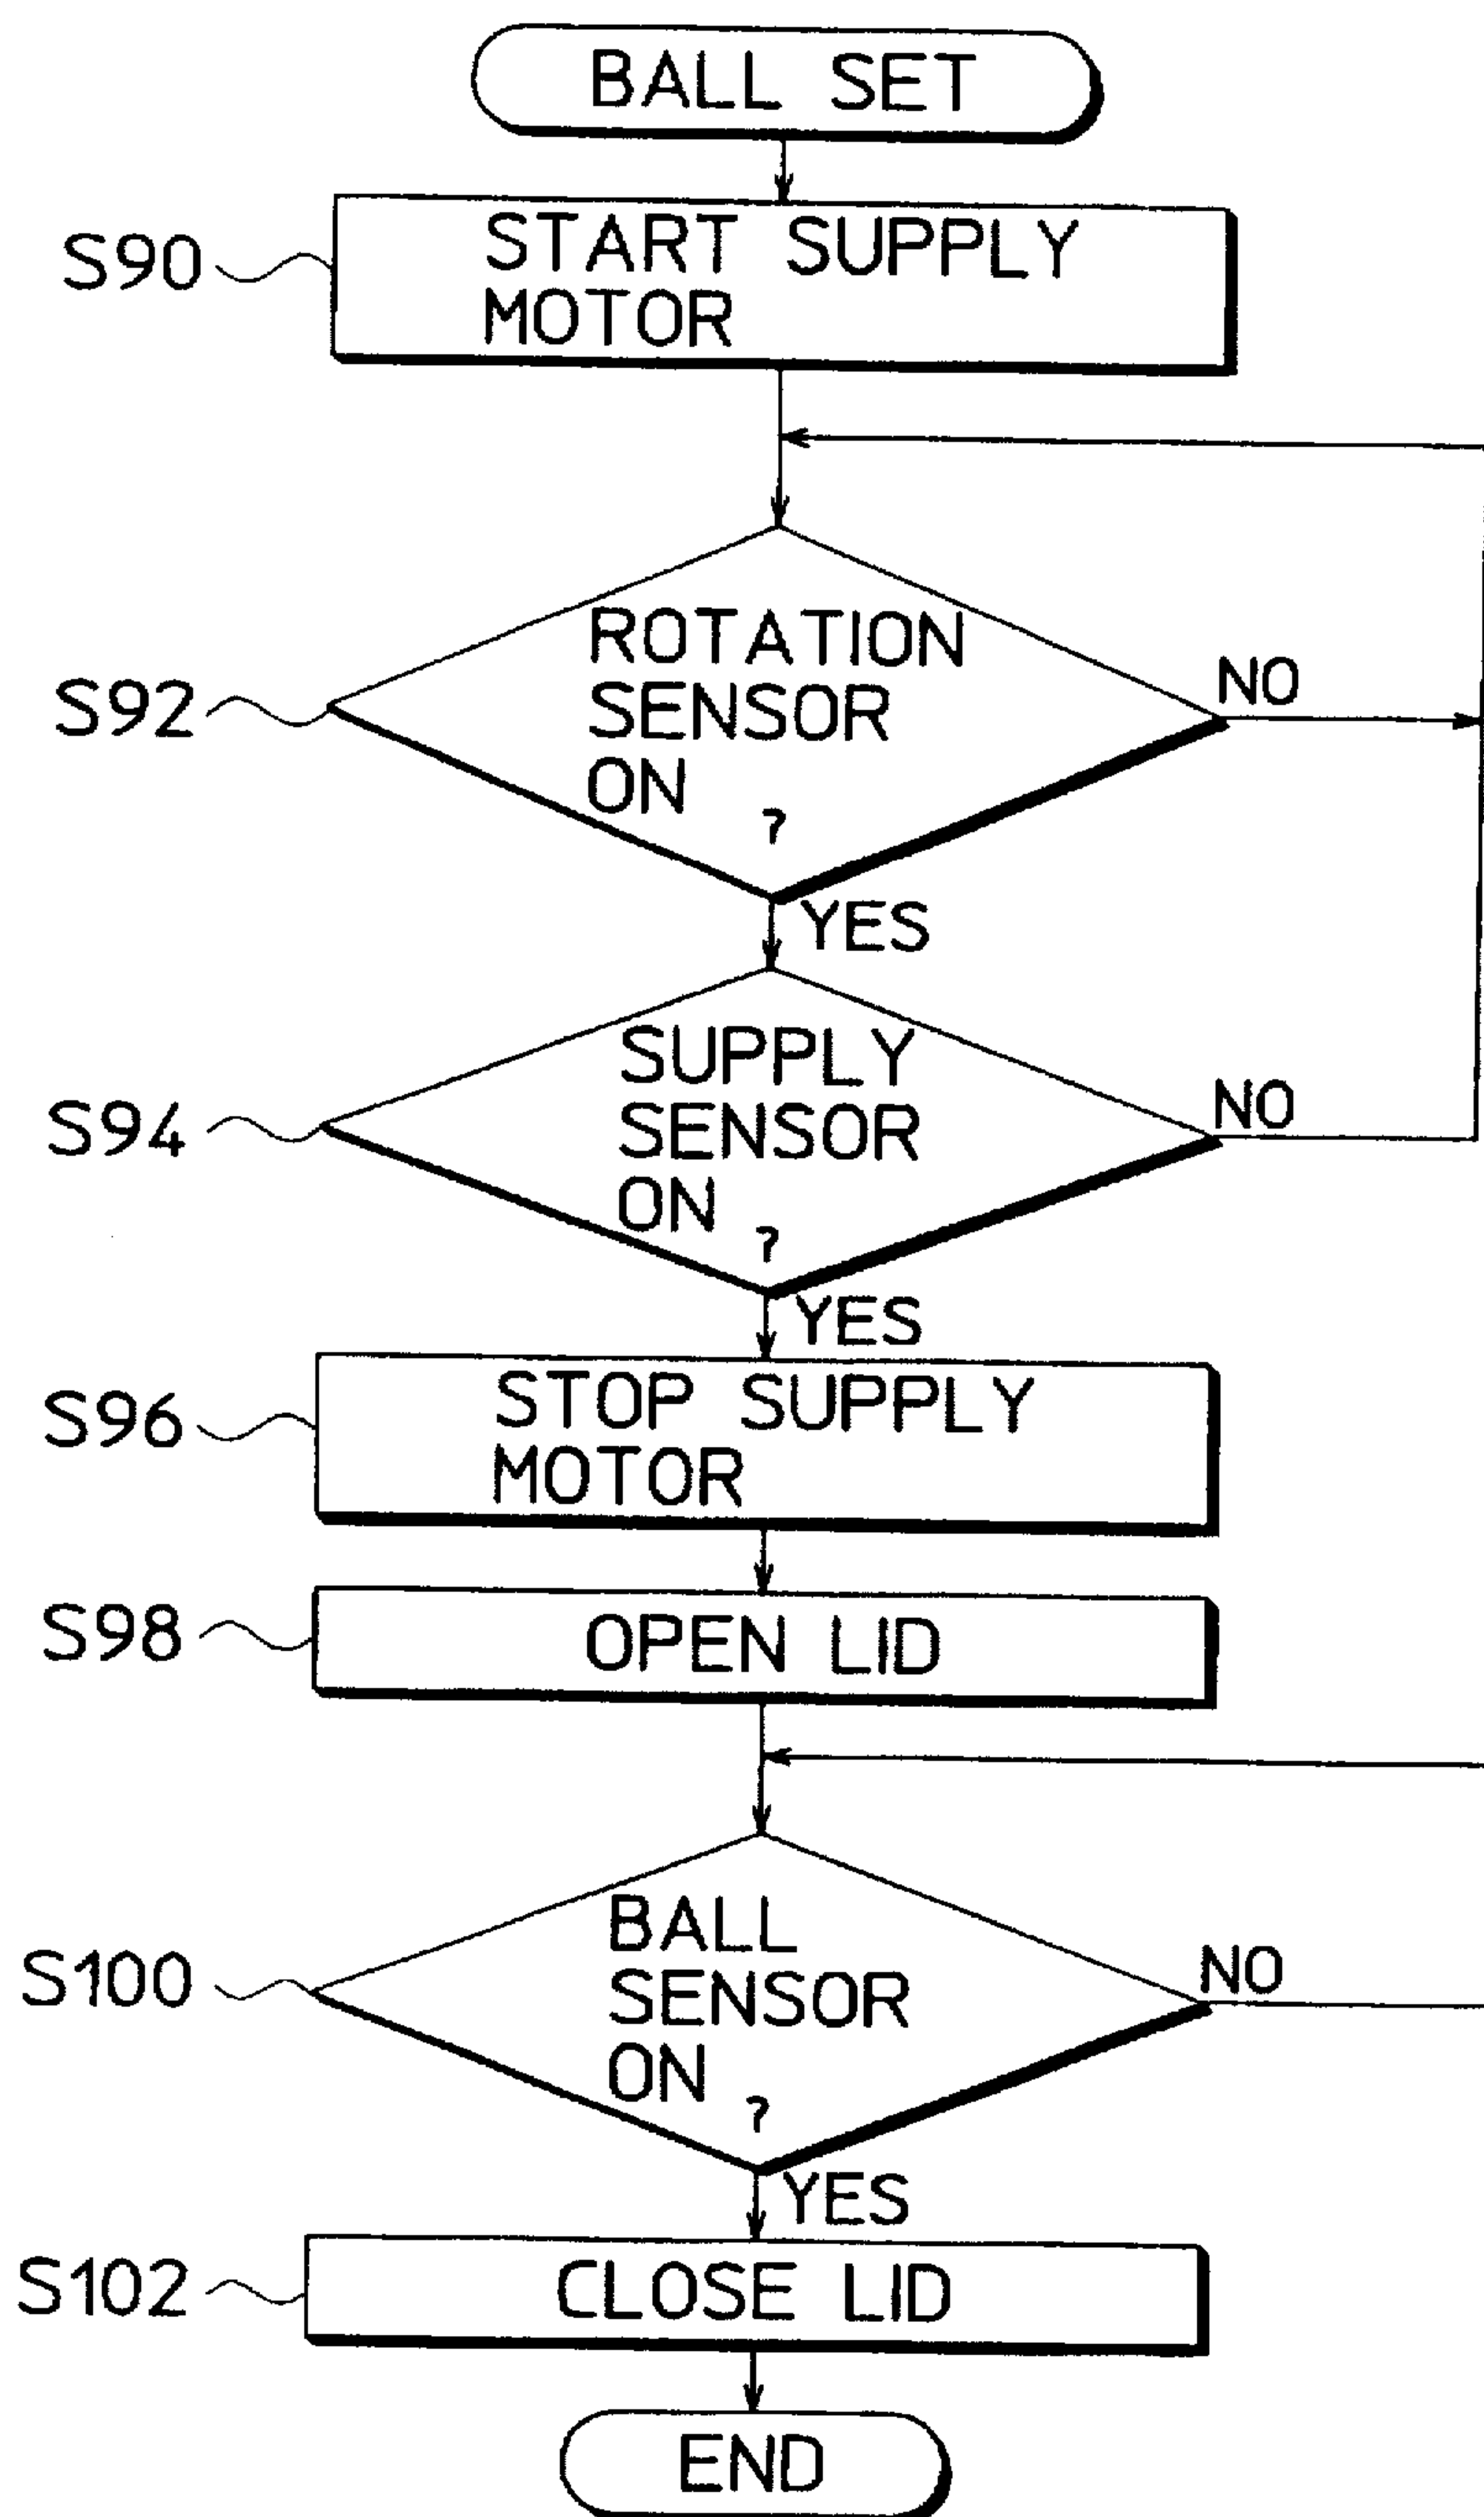 BALL SET
S90
START SUPPLY
MOTOR
S92
ROTATION
SENSOR
ON ?
NO
YES
S94
SUPPLY
SENSOR
ON ?
NO
YES
S96
STOP SUPPLY
MOTOR
S98
OPEN LID
S100
BALL
SENSOR
ON ?
NO
YES
S102
CLOSE LID
END